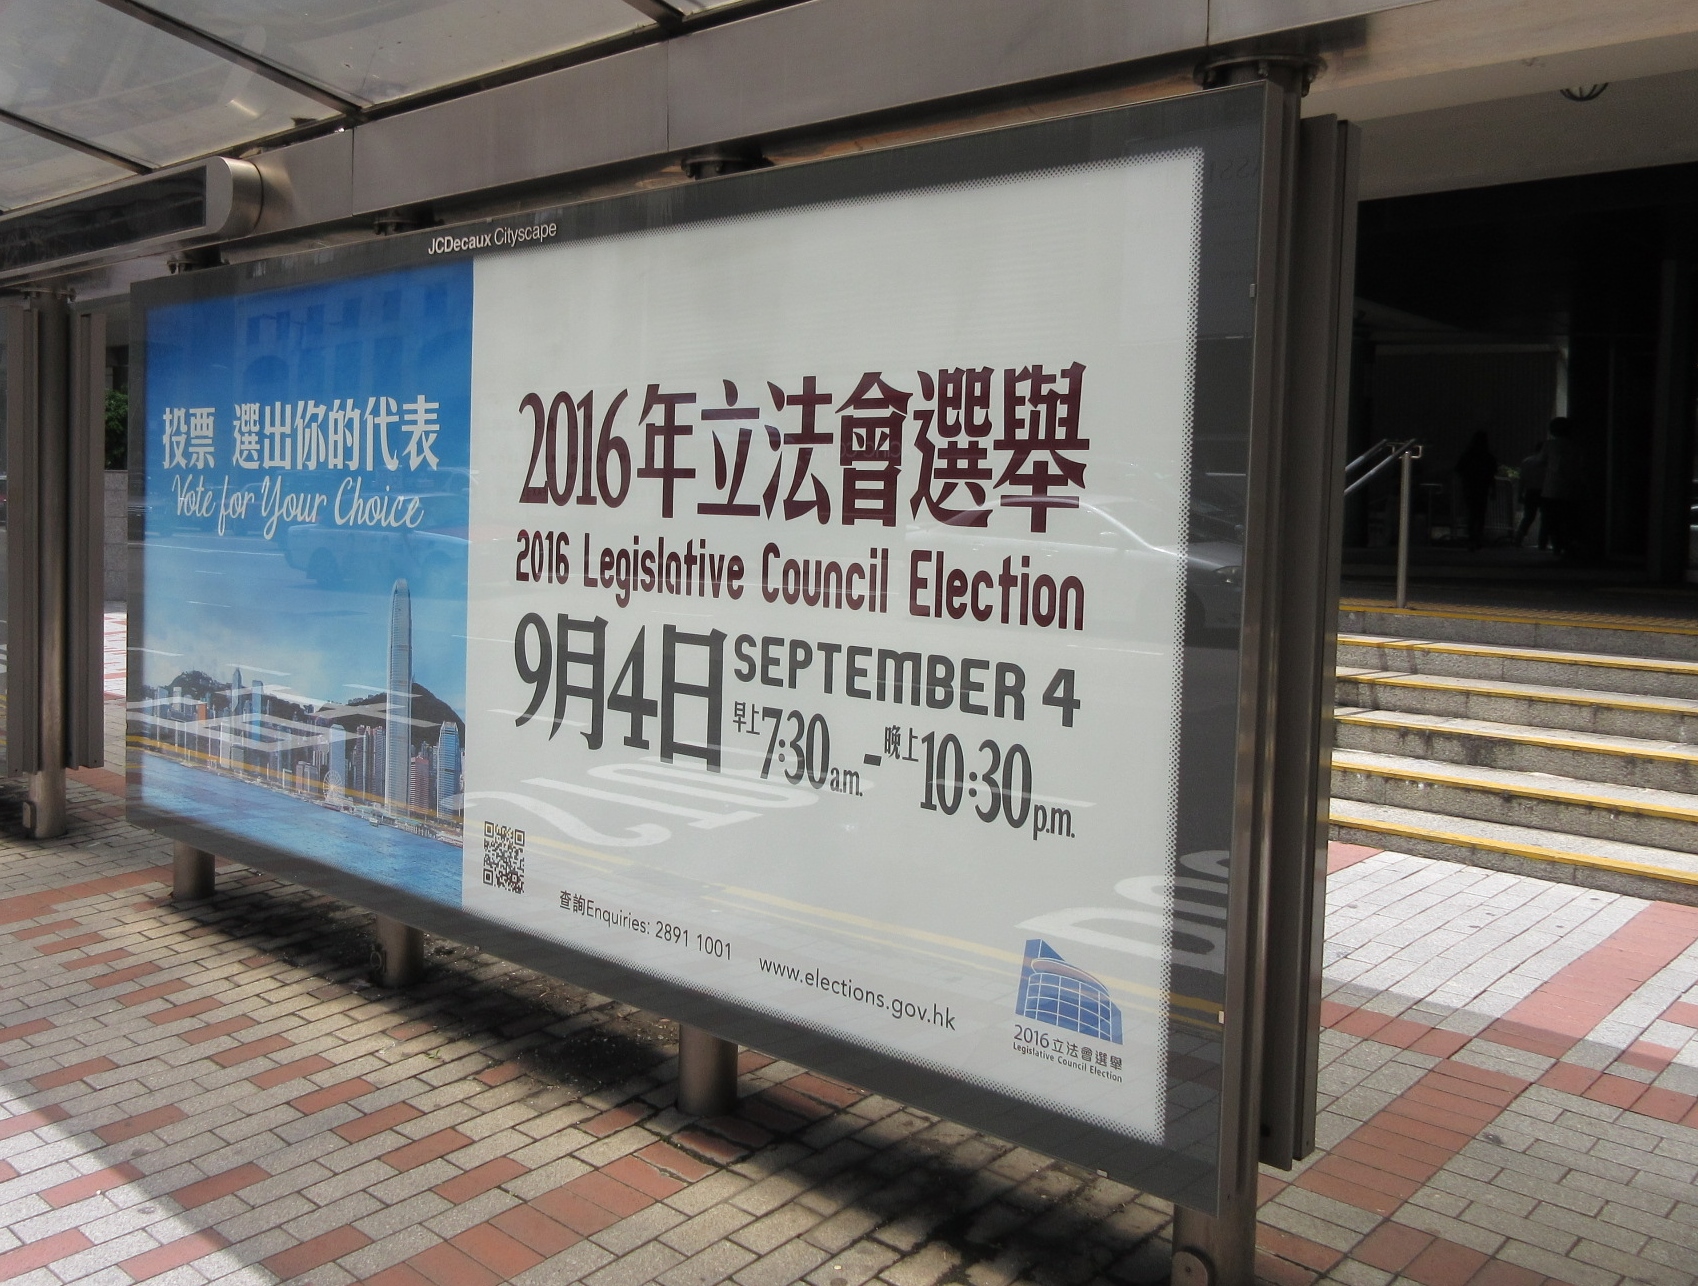 JCDecaux Cityscape
投票 選出你的代表
Vote for Your Choice
2016年立法會選舉
2016 Legislative Council Election
9月4日 SEPTEMBER 4
早上7:30a.m. - 晚上10:30p.m.
查詢Enquiries: 2891 1001
www.elections.gov.hk
2016立法會選舉
Legislative Council Election